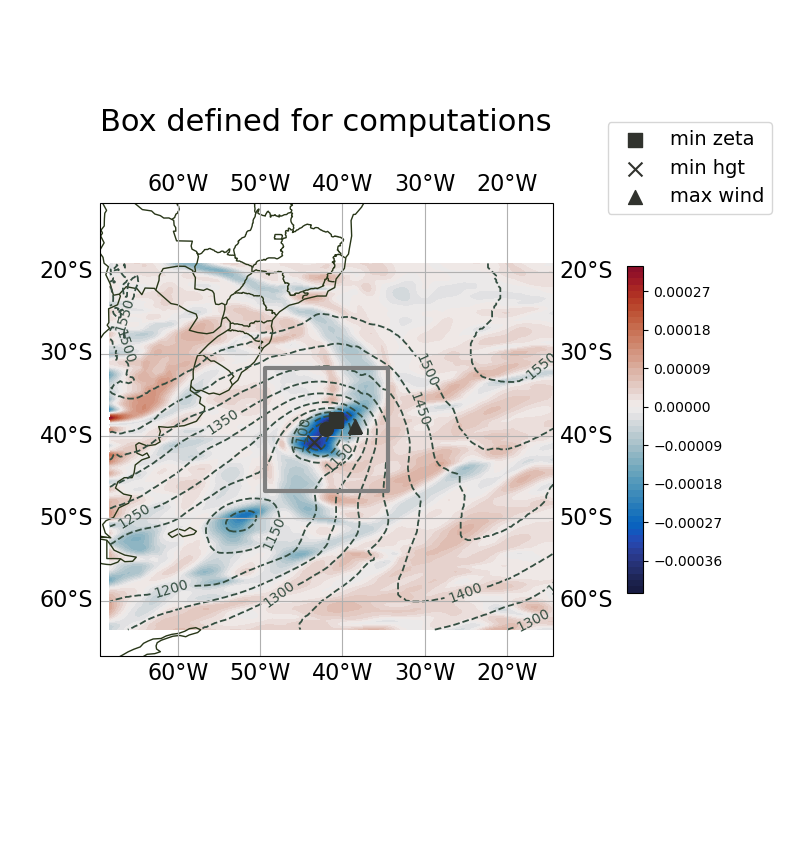 Box defined for computations
min zeta
min hgt
max wind
60°W 50°W 40°W 30°W 20°W
20°S 20°S
30°S 30°S
40°S 40°S
50°S 50°S
60°S 60°S
60°W 50°W 40°W 30°W 20°W
0.00027
0.00018
0.00009
0.00000
−0.00009
−0.00018
−0.00027
−0.00036
1550
1500
1500
1550
1450
1350
1150
1250
1150
1200
1300
1400
1300